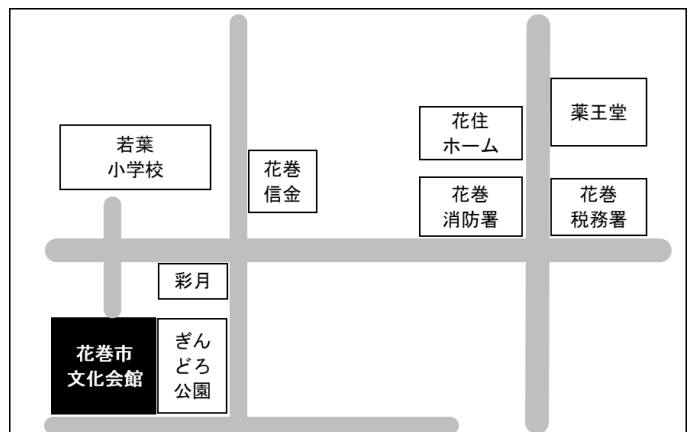 薬王堂
花住
ホーム
若葉
小学校
花巻
信金
花巻
消防署
花巻
税務署
彩月
花巻市
文化会館
ぎん
どろ
公園